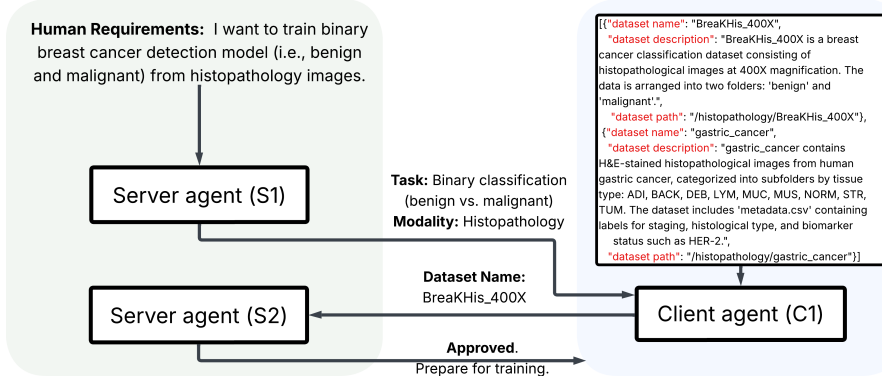 Human Requirements: I want to train binary
breast cancer detection model (i.e., benign
and malignant) from histopathology images.
Server agent (S1)
Task: Binary classification
(benign vs. malignant)
Modality: Histopathology
[{"dataset name": "BreaKHis_400X",
"dataset description": "BreaKHis_400X is a breast
cancer classification dataset consisting of
histopathological images at 400X magnification. The
data is arranged into two folders: 'benign' and
'malignant'.",
"dataset path": "/histopathology/BreaKHis_400X"},
{"dataset name": "gastric_cancer",
"dataset description": "gastric_cancer contains
H&E-stained histopathological images from human
gastric cancer, categorized into subfolders by tissue
type: ADI, BACK, DEB, LYM, MUC, MUS, NORM, STR,
TUM. The dataset includes 'metadata.csv' containing
labels for staging, histological type, and biomarker
status such as HER-2.",
"dataset path": "/histopathology/gastric_cancer"}]
Client agent (C1)
Dataset Name:
BreaKHis_400X
Server agent (S2)
Approved.
Prepare for training.